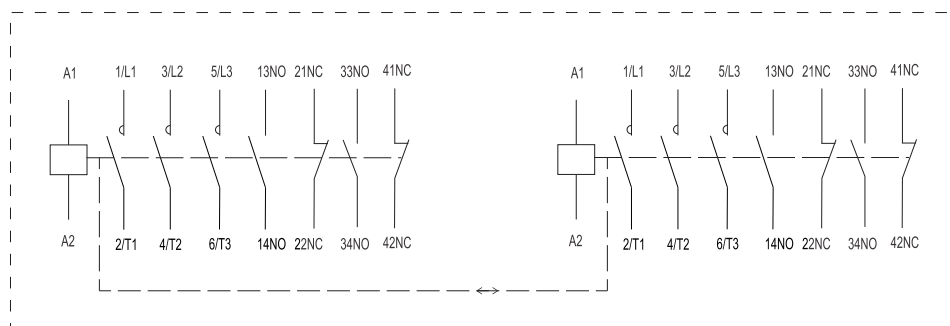 A1 1/L1 3/L2 5/L3 13NO 21NC 33NO 41NC A1 1/L1 3/L2 5/L3 13NO 21NC 33NO 41NC
A2 2/T1 4/T2 6/T3 14NO 22NC 34NO 42NC A2 2/T1 4/T2 6/T3 14NO 22NC 34NO 42NC